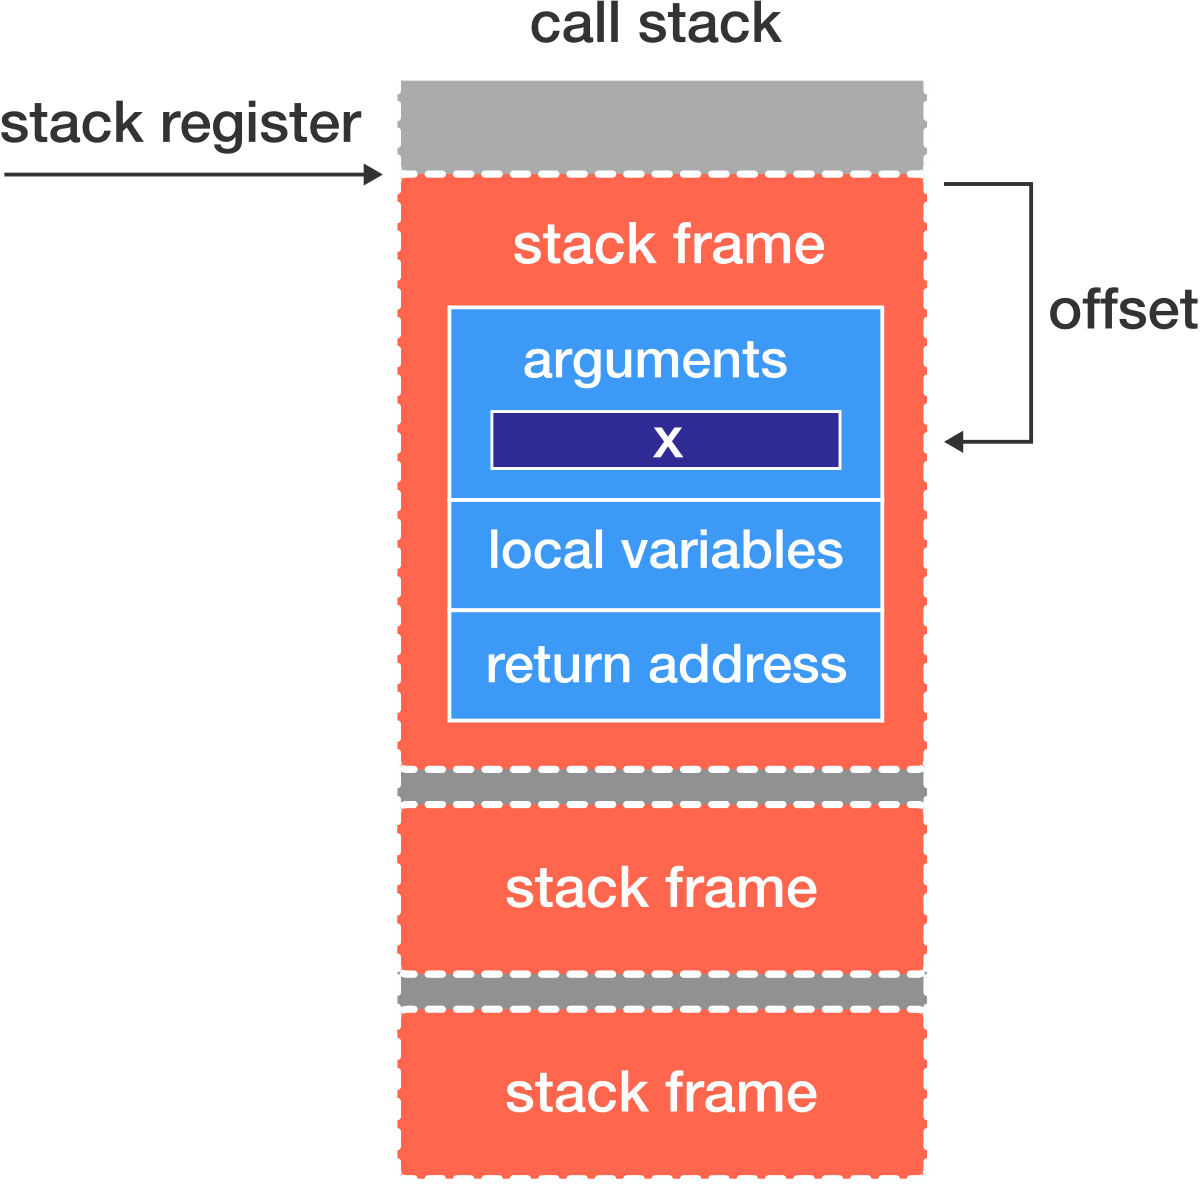 call stack
stack register
stack frame
offset
arguments
x
local variables
return address
stack frame
stack frame